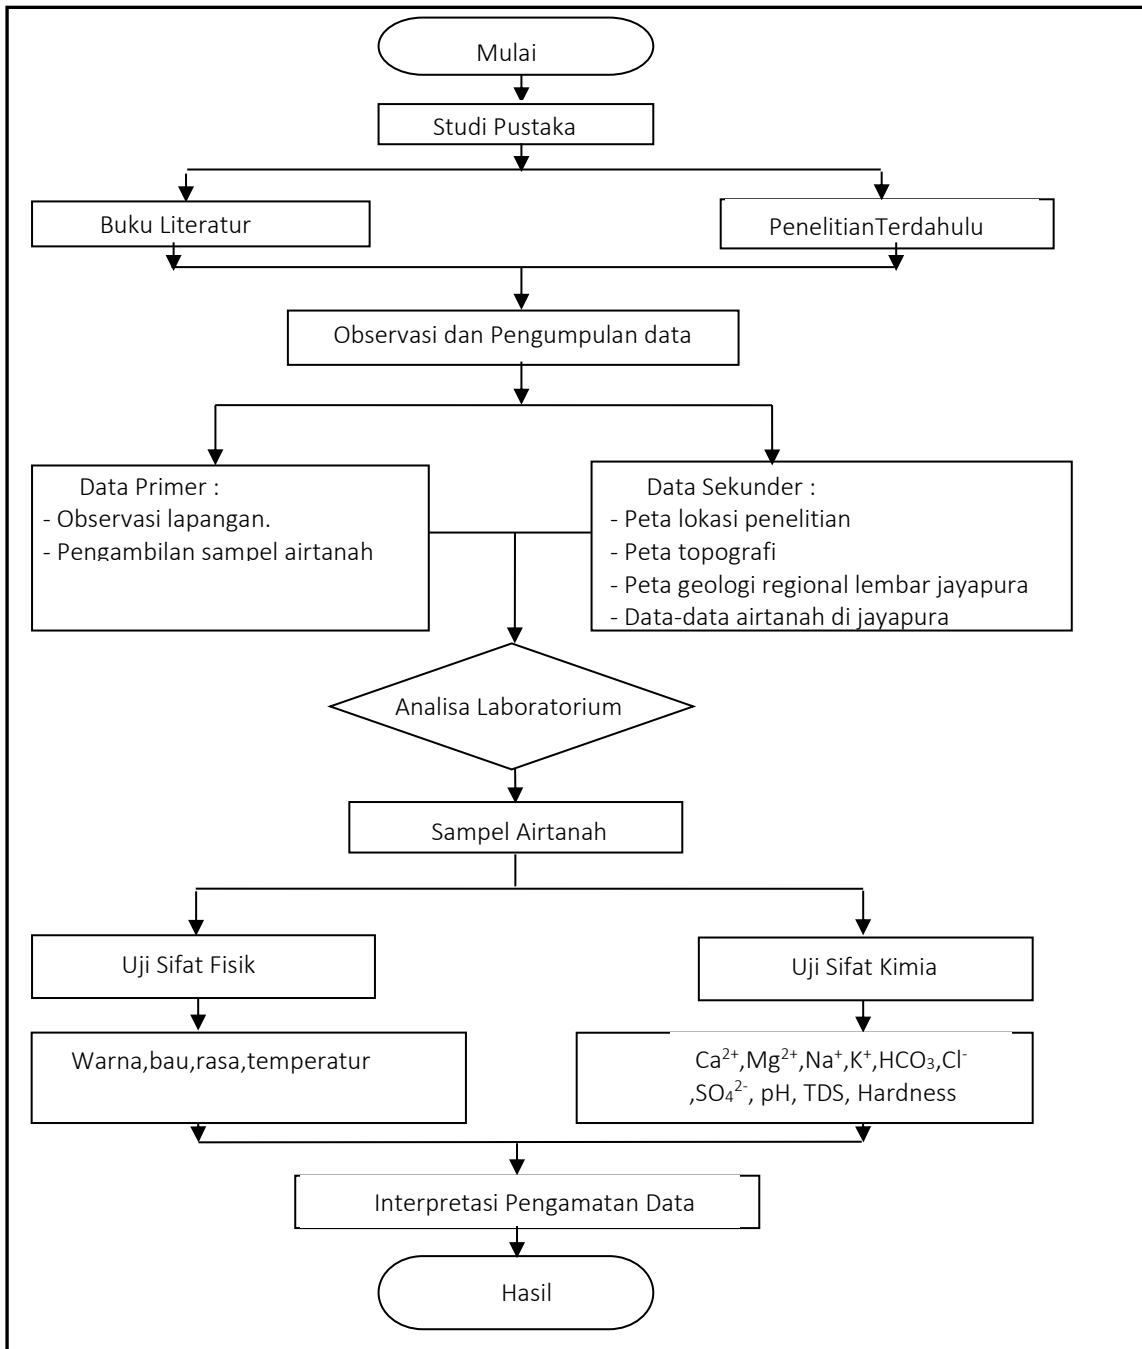 Mulai
Studi Pustaka
Buku Literatur
PenelitianTerdahulu
Observasi dan Pengumpulan data
Data Primer :
- Observasi lapangan.
- Pengambilan sampel airtanah
Data Sekunder :
- Peta lokasi penelitian
- Peta topografi
- Peta geologi regional lembar jayapura
- Data-data airtanah di jayapura
Analisa Laboratorium
Sampel Airtanah
Uji Sifat Fisik
Uji Sifat Kimia
Warna,bau,rasa,temperatur
Ca²⁺,Mg²⁺,Na⁺,K⁺,HCO₃,Cl⁻
,SO₄²⁻, pH, TDS, Hardness
Interpretasi Pengamatan Data
Hasil